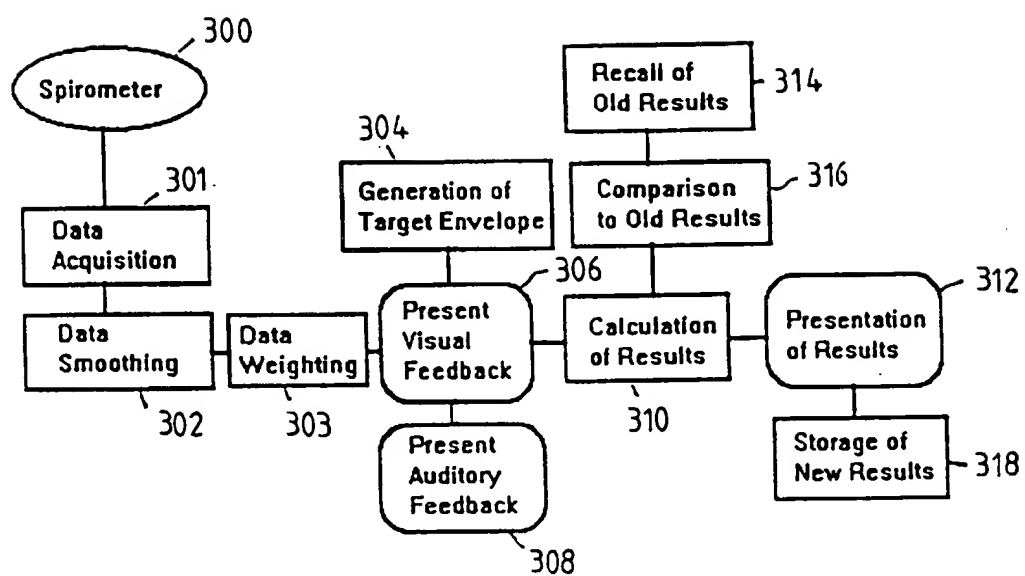 300
Spirometer
301
Data
Acquisition
Data
Smoothing
302
Data
Weighting
303
304
Generation of
Target Envelope
306
Present
Visual
Feedback
Present
Auditory
Feedback
308
Recall of
Old Results
314
Comparison
to Old Results
316
Calculation
of Results
310
312
Presentation
of Results
Storage of
New Results
318